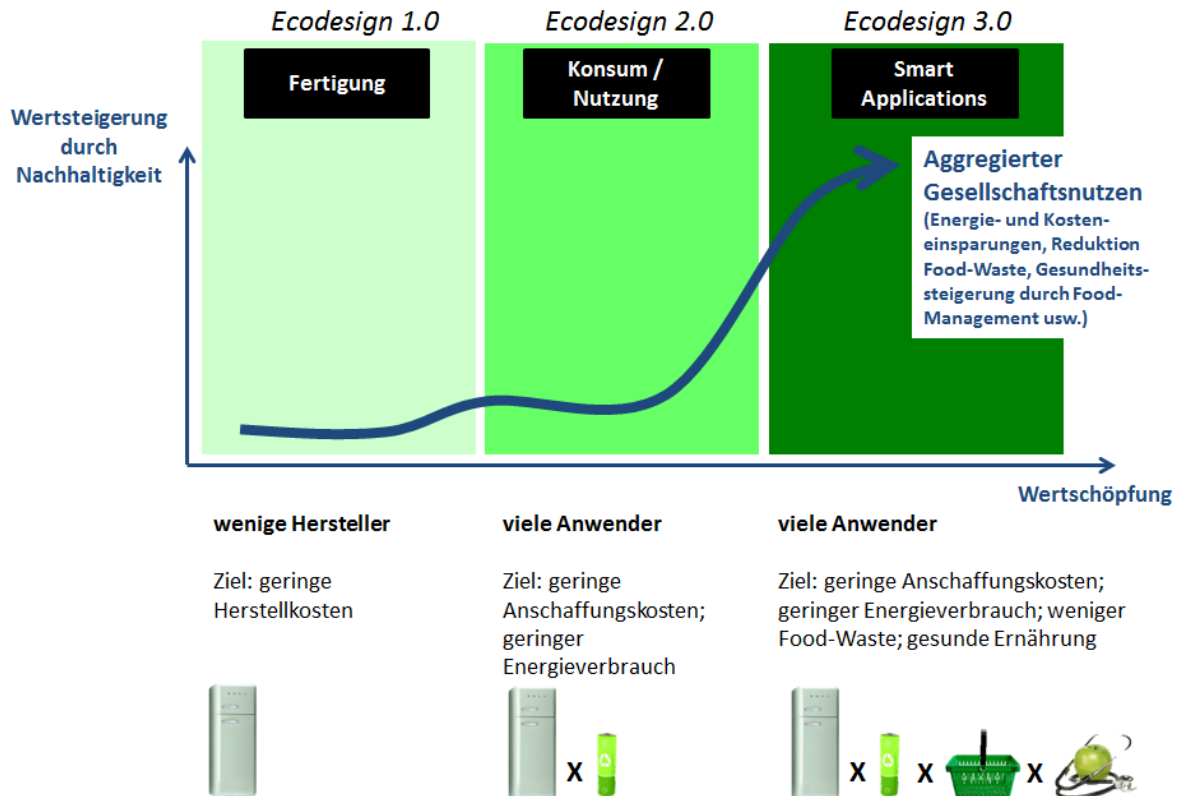 Ecodesign 1.0
Ecodesign 2.0
Ecodesign 3.0
Fertigung
Konsum /
Nutzung
Smart
Applications
Wertsteigerung
durch
Nachhaltigkeit
Aggregierter
Gesellschaftsnutzen
(Energie- und Kosten-
einsparungen, Reduktion
Food-Waste, Gesundheits-
steigerung durch Food-
Management usw.)
Wertschöpfung
wenige Hersteller
Ziel: geringe
Herstellkosten
viele Anwender
Ziel: geringe
Anschaffungskosten;
geringer
Energieverbrauch
viele Anwender
Ziel: geringe Anschaffungskosten;
geringer Energieverbrauch; weniger
Food-Waste; gesunde Ernährung
X
X X X